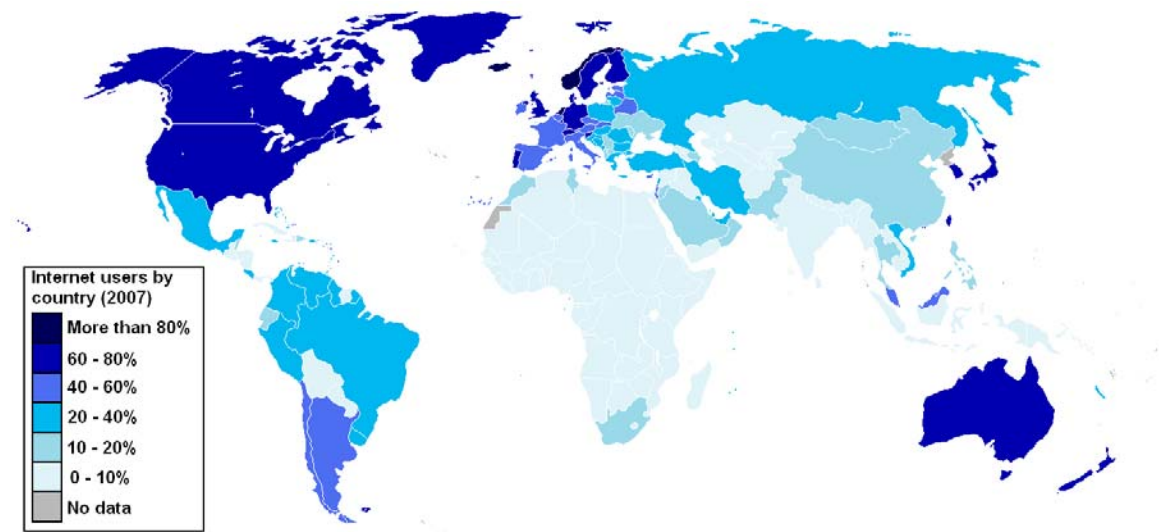 Internet users by
country (2007)
More than 80%
60 - 80%
40 - 60%
20 - 40%
10 - 20%
0 - 10%
No data